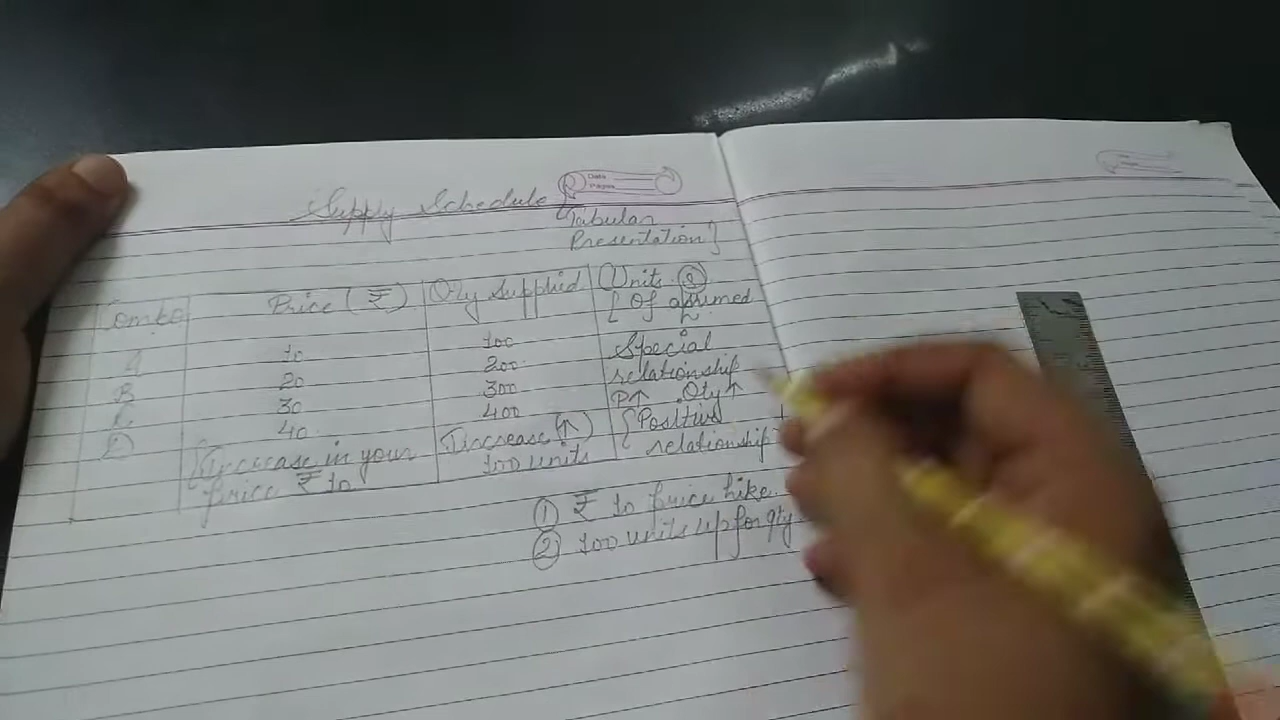 Date
Pages
Supply Schedule [Tabular
Presentation]
Combo Price (₹) Qty Supplied (Units)
[Of assumed
A 10 100 Special
B 20 200 relationship
C 30 300 P↑ Qty↑
D 40 400 [Positive
[Increase in your Increase (↑) relationship
price ₹ 10 100 units
① ₹ 10 price hike.
② 100 units up for qty